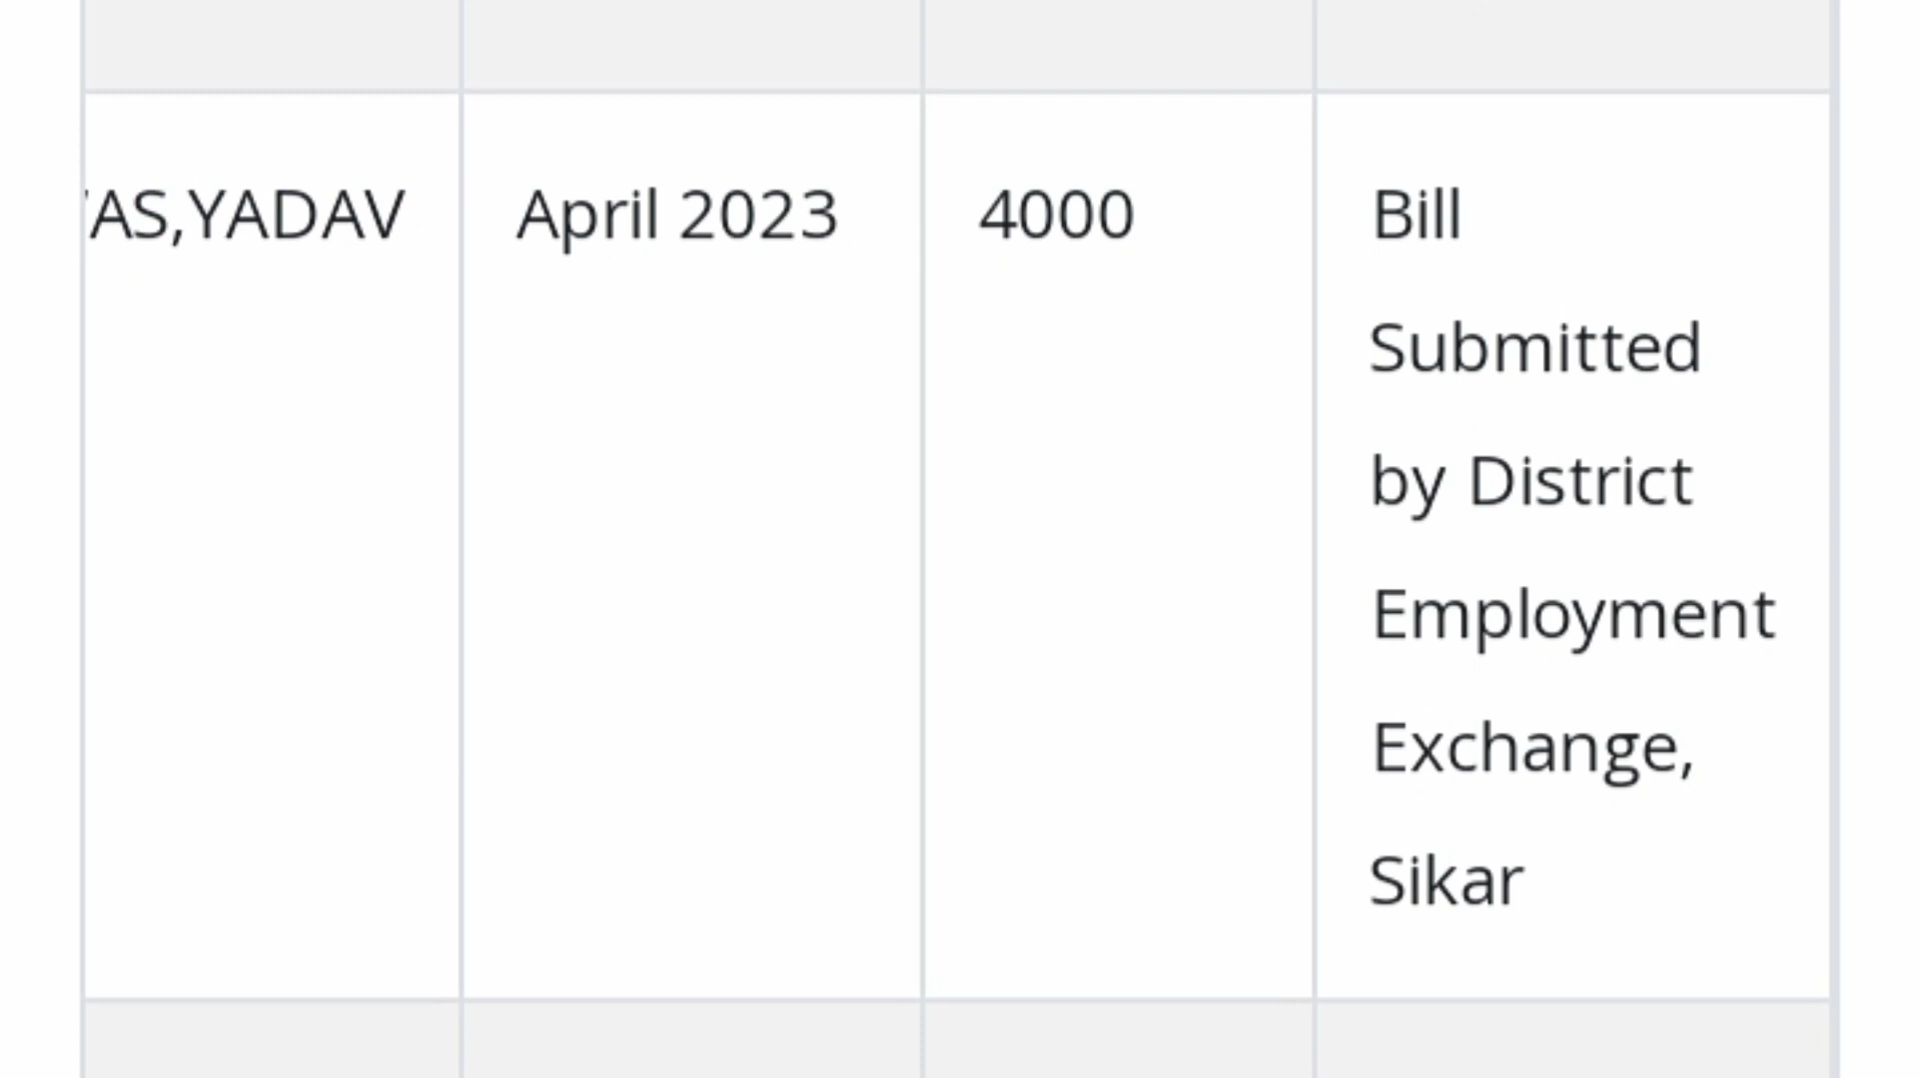 AS,YADAV April 2023 4000 Bill
Submitted
by District
Employment
Exchange,
Sikar